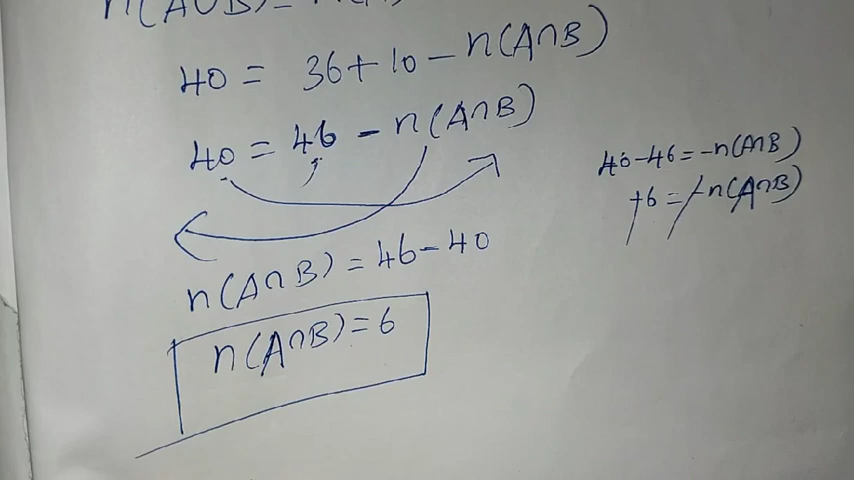 n(A∪B) = n(A)
40 = 36 + 10 - n(A∩B)
40 = 46 - n(A∩B)
n(A∩B) = 46 - 40
n(A∩B) = 6
40 - 46 = -n(A∩B)
+6 = -n(A∩B)